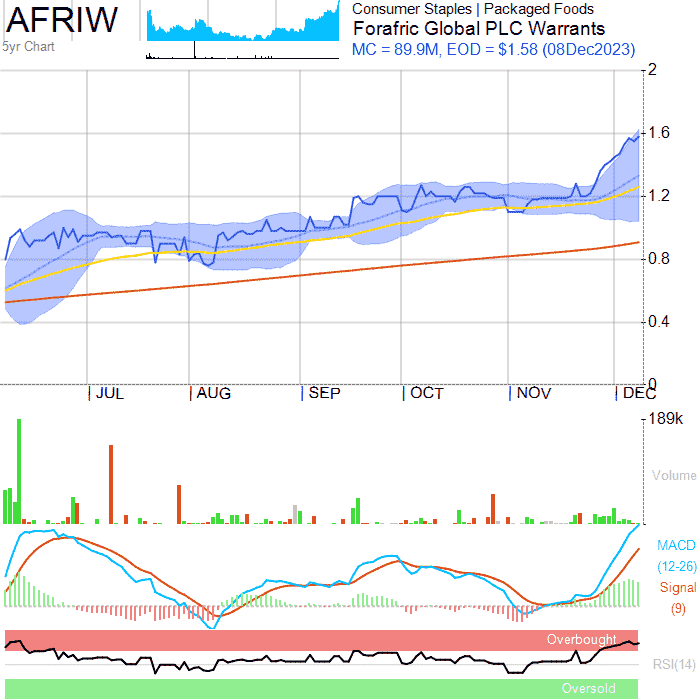 AFRIW
5yr Chart
Consumer Staples | Packaged Foods
Forafric Global PLC Warrants
MC = 89.9M, EOD = $1.58 (08Dec2023)
2
1.6
1.2
0.8
0.4
0
JUL AUG SEP OCT NOV DEC
189k
Volume
MACD
(12-26)
Signal
(9)
Overbought
RSI(14)
Oversold